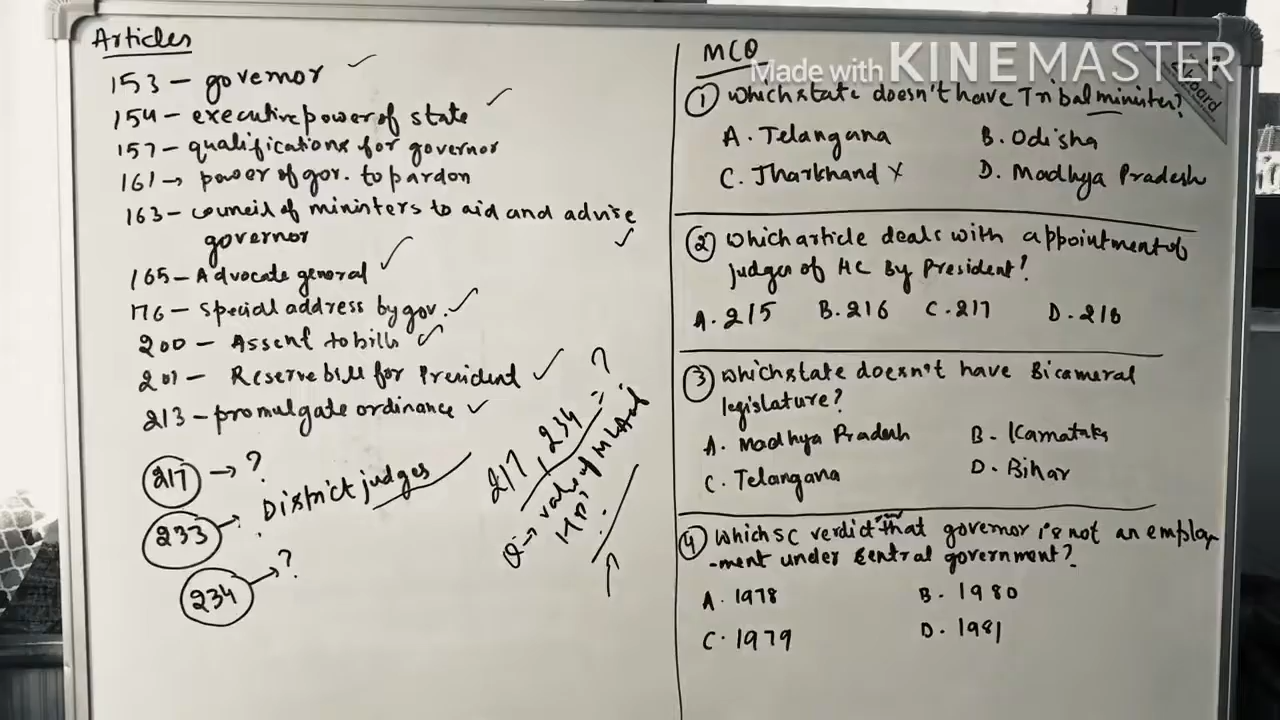 Articles
153 – governor ✓
154 – executive power of state ✓
157 – qualifications for governor
161 → power of gov. to pardon
163 – council of ministers to aid and advise
governor ✓
165 – Advocate general ✓
176 – Special address by gov. ✓
200 – Assent to bills ✓
201 – Reserve bill for President ✓
213 – promulgate ordinance ✓
217 → ?
233 → District judges
234 → ?
217, 234 = ?
Q → value of MLA of
MP?
MCQ
Made with KINEMASTER
① Which state doesn't have Tribal minister?
A. Telangana B. Odisha
C. Jharkhand X D. Madhya Pradesh
② Which article deals with appointment of
judges of HC By President?
A. 215 B. 216 C. 217 D. 218
③ Which state doesn't have Bicameral
legislature?
A. Madhya Pradesh B. Karnataka
C. Telangana D. Bihar
④ Which SC verdict that governor is not an employ
-ment under central government?
A. 1978 B. 1980
C. 1979 D. 1981